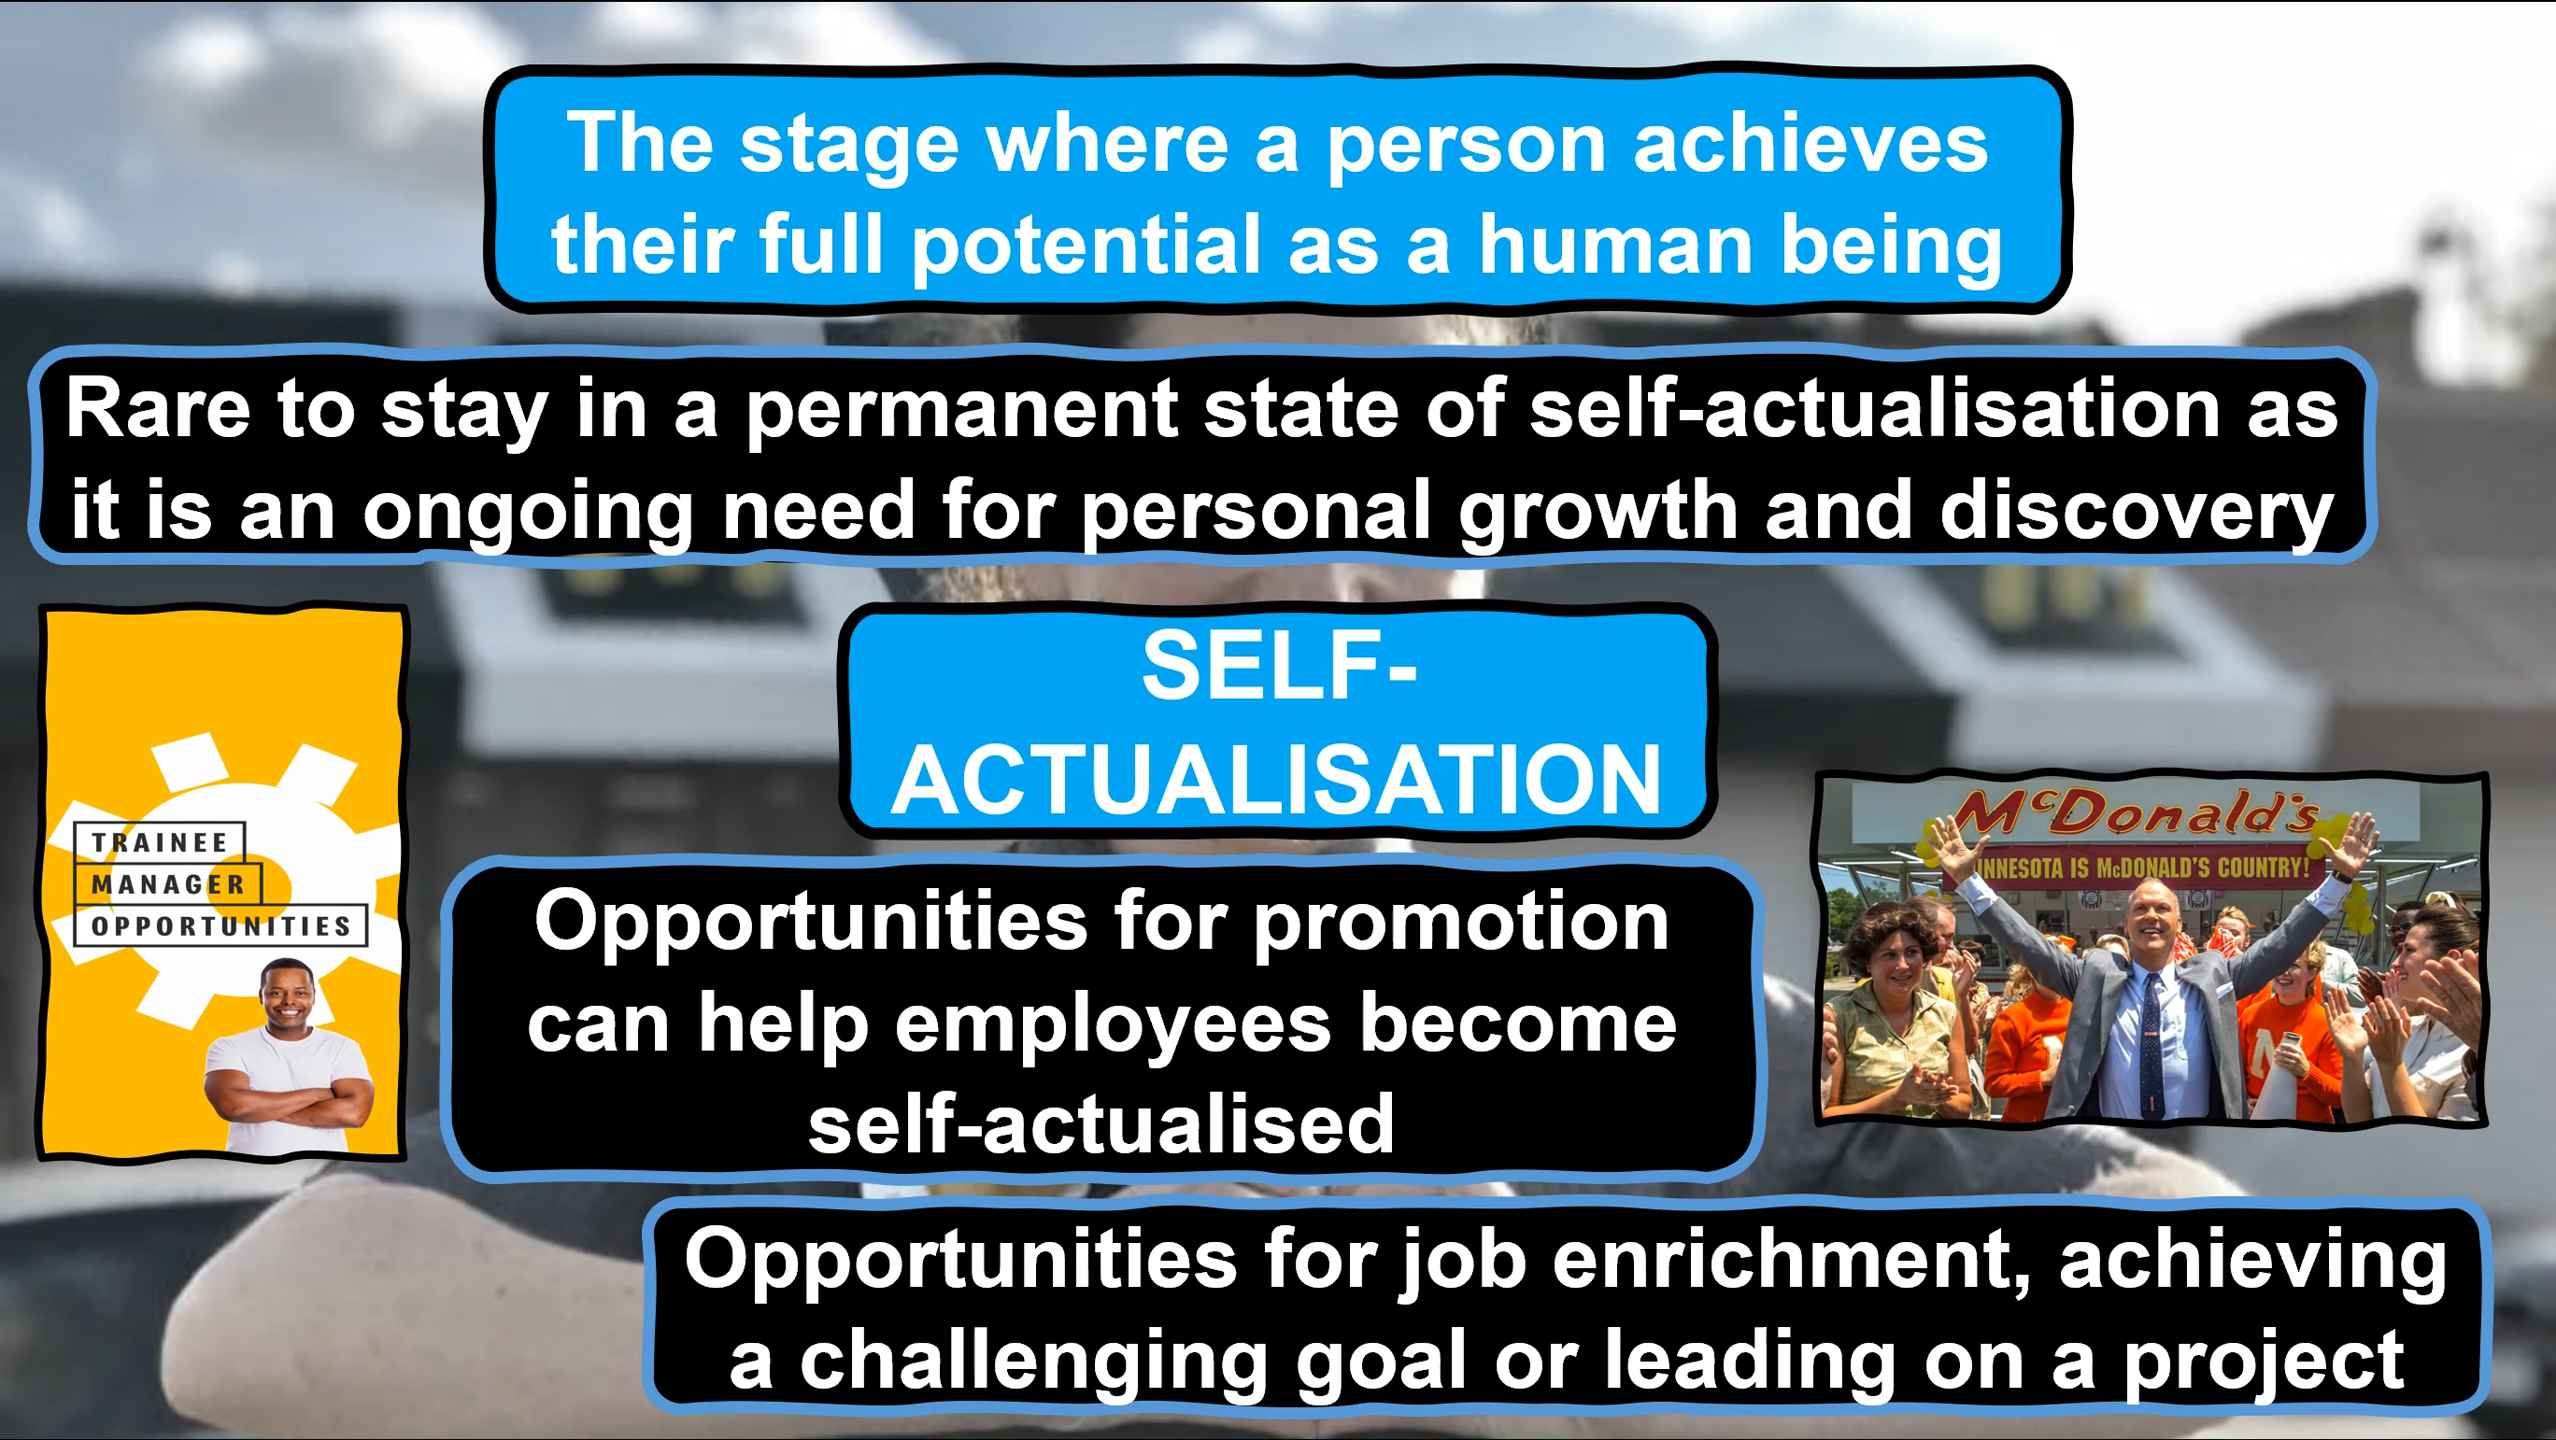 The stage where a person achieves
their full potential as a human being
Rare to stay in a permanent state of self-actualisation as
it is an ongoing need for personal growth and discovery
SELF-
ACTUALISATION
TRAINEE
MANAGER
OPPORTUNITIES
Opportunities for promotion
can help employees become
self-actualised
McDonald's
INNESOTA IS McDONALD'S COUNTRY!
Opportunities for job enrichment, achieving
a challenging goal or leading on a project